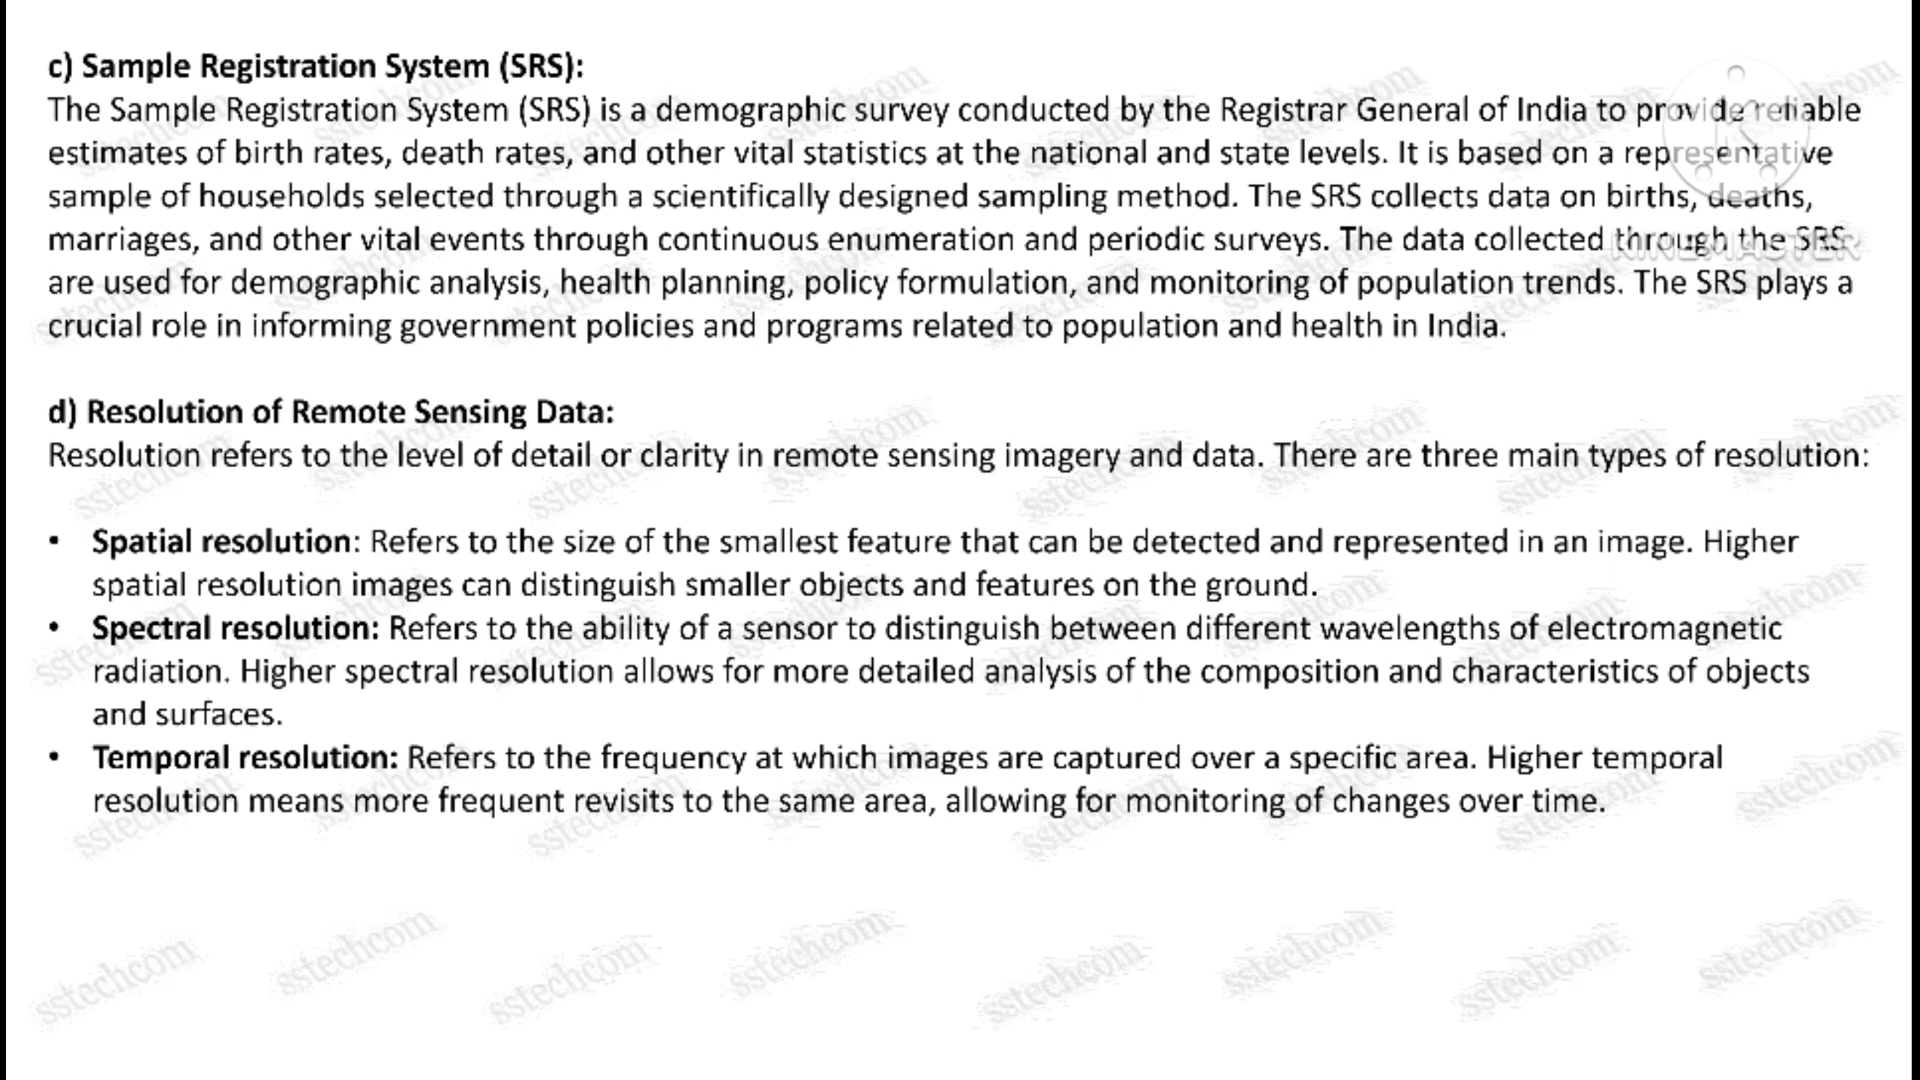 c) Sample Registration System (SRS):
The Sample Registration System (SRS) is a demographic survey conducted by the Registrar General of India to provide reliable
estimates of birth rates, death rates, and other vital statistics at the national and state levels. It is based on a representative
sample of households selected through a scientifically designed sampling method. The SRS collects data on births, deaths,
marriages, and other vital events through continuous enumeration and periodic surveys. The data collected through the SRS
are used for demographic analysis, health planning, policy formulation, and monitoring of population trends. The SRS plays a
crucial role in informing government policies and programs related to population and health in India.
d) Resolution of Remote Sensing Data:
Resolution refers to the level of detail or clarity in remote sensing imagery and data. There are three main types of resolution:
• Spatial resolution: Refers to the size of the smallest feature that can be detected and represented in an image. Higher
spatial resolution images can distinguish smaller objects and features on the ground.
• Spectral resolution: Refers to the ability of a sensor to distinguish between different wavelengths of electromagnetic
radiation. Higher spectral resolution allows for more detailed analysis of the composition and characteristics of objects
and surfaces.
• Temporal resolution: Refers to the frequency at which images are captured over a specific area. Higher temporal
resolution means more frequent revisits to the same area, allowing for monitoring of changes over time.
KINEMASTER
sstechcom sstechcom sstechcom sstechcom sstechcom sstechcom sstechcom sstechcom